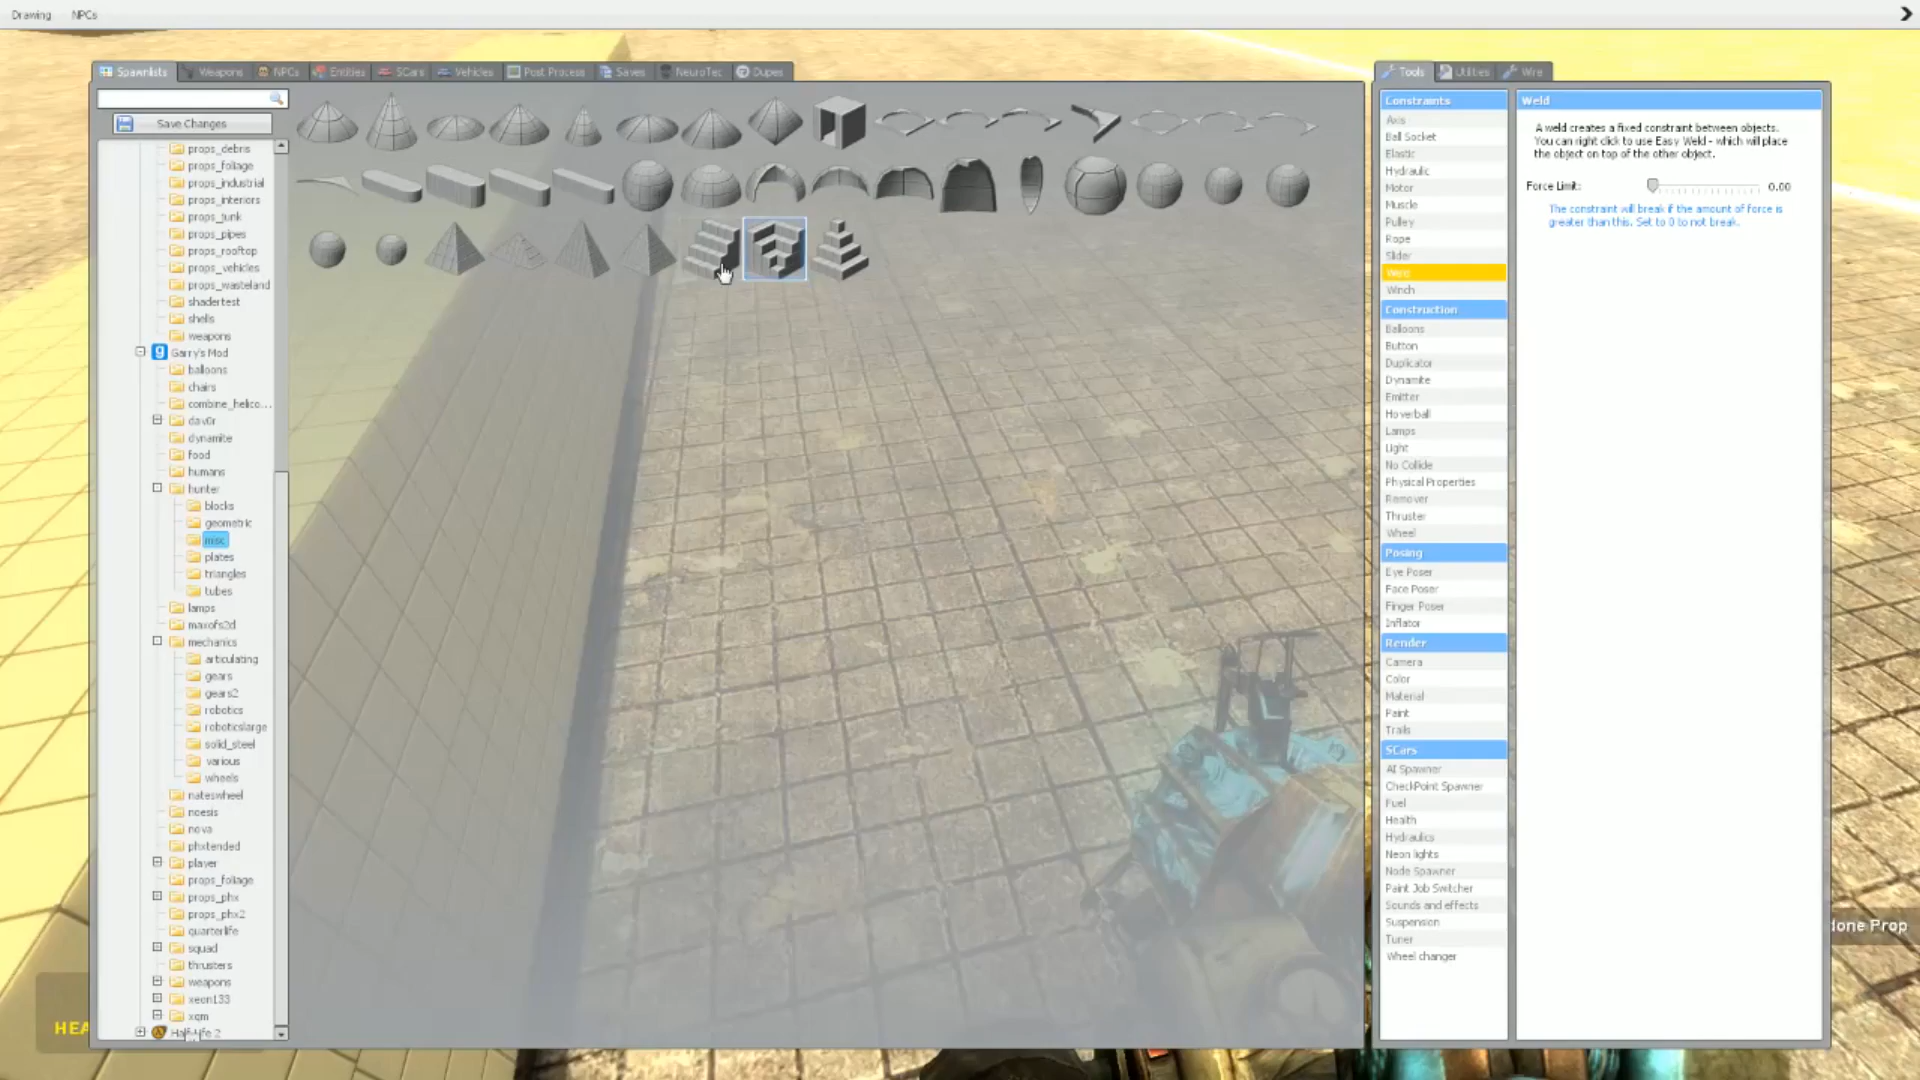 Drawing NPCs
Spawnlists Weapons NPCs Entities SCars Vehicles Post Process Saves NeuroTec Dupes
Save Changes
props_debris
props_foliage
props_industrial
props_interiors
props_junk
props_pipes
props_rooftop
props_vehicles
props_wasteland
shadertest
shells
weapons
Garry's Mod
balloons
chairs
combine_helico...
dav0r
dynamite
food
humans
hunter
blocks
geometric
misc
plates
triangles
tubes
lamps
maxofs2d
mechanics
articulating
gears
gears2
robotics
roboticslarge
solid_steel
various
wheels
nateswheel
noesis
nova
phxtended
player
props_foliage
props_phx
props_phx2
quarterlife
squad
thrusters
weapons
xeon133
xqm
Half-Life 2
HEA
Tools Utilities Wire
Constraints
Axis
Ball Socket
Elastic
Hydraulic
Motor
Muscle
Pulley
Rope
Slider
Weld
Winch
Construction
Balloons
Button
Duplicator
Dynamite
Emitter
Hoverball
Lamps
Light
No Collide
Physical Properties
Remover
Thruster
Wheel
Posing
Eye Poser
Face Poser
Finger Poser
Inflator
Render
Camera
Color
Material
Paint
Trails
SCars
AI Spawner
CheckPoint Spawner
Fuel
Health
Hydraulics
Neon lights
Node Spawner
Paint Job Switcher
Sounds and effects
Suspension
Tuner
Wheel changer
Weld
A weld creates a fixed constraint between objects.
You can right click to use Easy Weld - which will place
the object on top of the other object.
Force Limit: 0.00
The constraint will break if the amount of force is
greater than this. Set to 0 to not break.
done Prop